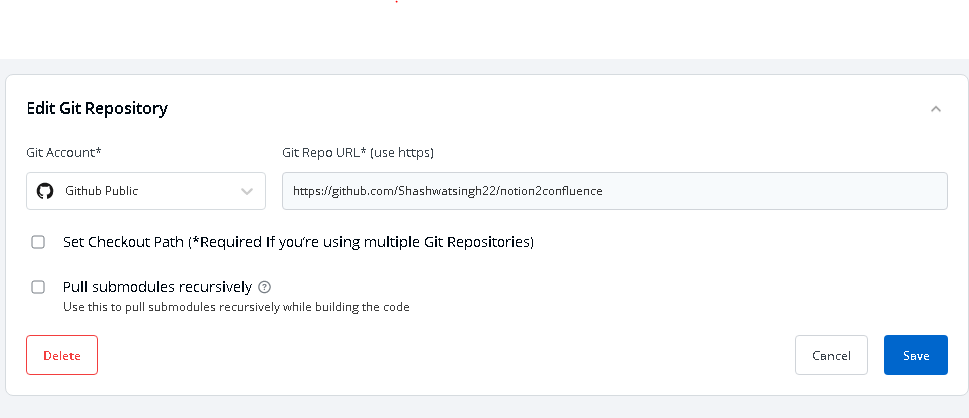 Edit Git Repository
Git Account*
Git Repo URL* (use https)
Github Public
https://github.com/Shashwatsingh22/notion2confluence
Set Checkout Path (*Required If you're using multiple Git Repositories)
Pull submodules recursively ?
Use this to pull submodules recursively while building the code
Delete
Cancel
Save